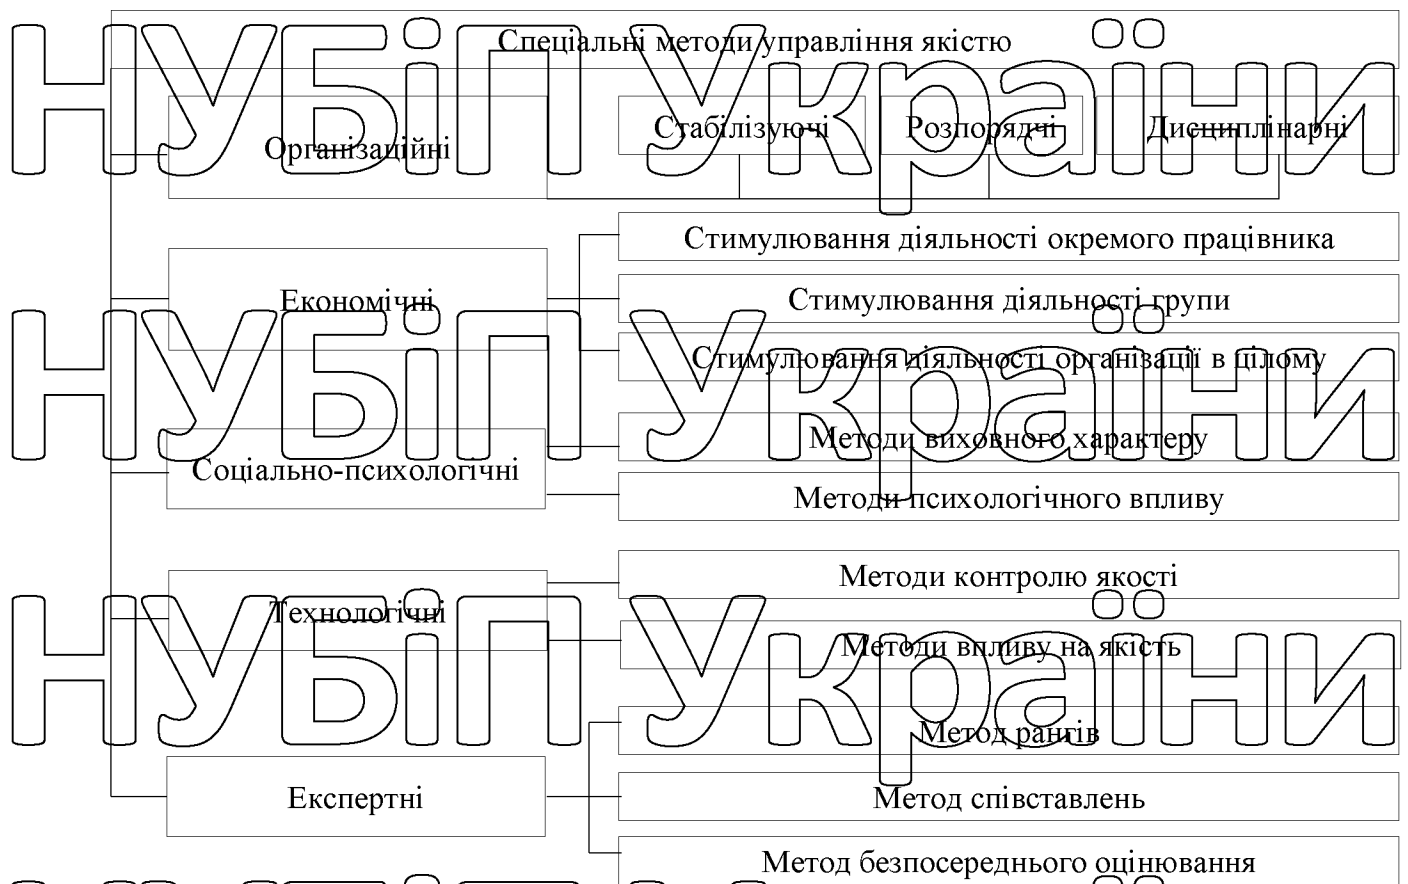 Спеціальні методи управління якістю
НУБіП України
Організаційні
Стабілізуючі
Розпорядчі
Дисциплінарні
Стимулювання діяльності окремого працівника
Економічні
Стимулювання діяльності групи
НУБіП України
Стимулювання діяльності організації в цілому
Методи виховного характеру
Соціально-психологічні
Методи психологічного впливу
Методи контролю якості
Технологічні
НУБіП України
Методи впливу на якість
Метод рангів
Експертні
Метод співставлень
Метод безпосереднього оцінювання